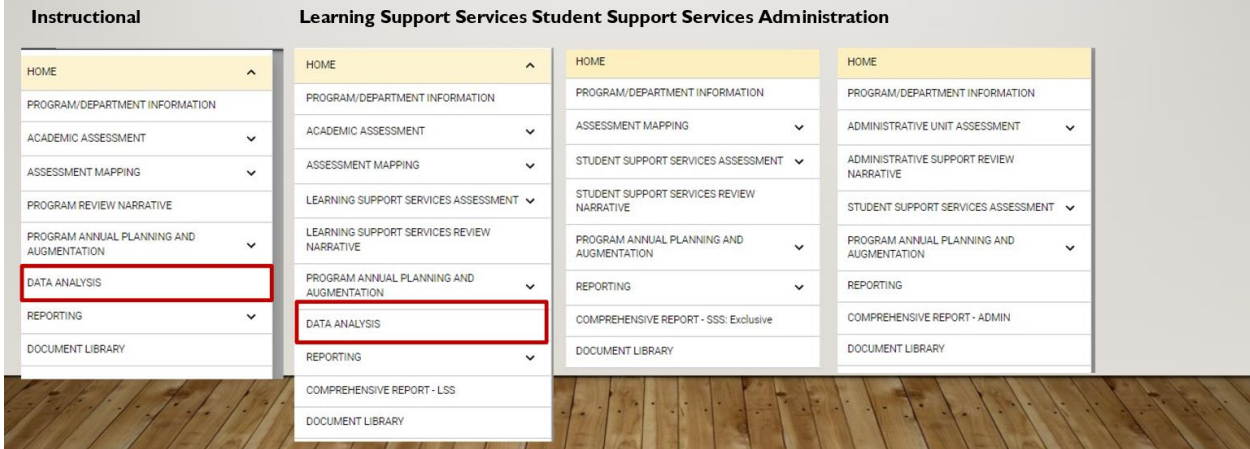 Instructional
Learning Support Services Student Support Services Administration
HOME
PROGRAM/DEPARTMENT INFORMATION
ACADEMIC ASSESSMENT
ASSESSMENT MAPPING
PROGRAM REVIEW NARRATIVE
PROGRAM ANNUAL PLANNING AND
AUGMENTATION
DATA ANALYSIS
REPORTING
DOCUMENT LIBRARY
HOME
PROGRAM/DEPARTMENT INFORMATION
ACADEMIC ASSESSMENT
ASSESSMENT MAPPING
LEARNING SUPPORT SERVICES ASSESSMENT
LEARNING SUPPORT SERVICES REVIEW
NARRATIVE
PROGRAM ANNUAL PLANNING AND
AUGMENTATION
DATA ANALYSIS
REPORTING
COMPREHENSIVE REPORT - LSS
DOCUMENT LIBRARY
HOME
PROGRAM/DEPARTMENT INFORMATION
ASSESSMENT MAPPING
STUDENT SUPPORT SERVICES ASSESSMENT
STUDENT SUPPORT SERVICES REVIEW
NARRATIVE
PROGRAM ANNUAL PLANNING AND
AUGMENTATION
REPORTING
COMPREHENSIVE REPORT - SSS: Exclusive
DOCUMENT LIBRARY
HOME
PROGRAM/DEPARTMENT INFORMATION
ADMINISTRATIVE UNIT ASSESSMENT
ADMINISTRATIVE SUPPORT REVIEW
NARRATIVE
STUDENT SUPPORT SERVICES ASSESSMENT
PROGRAM ANNUAL PLANNING AND
AUGMENTATION
REPORTING
COMPREHENSIVE REPORT - ADMIN
DOCUMENT LIBRARY